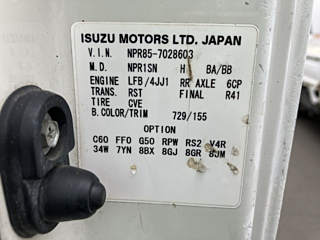 ISUZU MOTORS LTD. JAPAN
V.I.N. NPR85-7028603
M.D. NPR1SN H BA/BB
ENGINE LFB/4JJ1 RR AXLE 6CP
TRANS. RST FINAL R41
TIRE CVE
B.COLOR/TRIM 729/155
OPTION
C60 FFO G50 RPW RS2 V4R
34W 7YN 8BX 8GJ 8GR 8JM